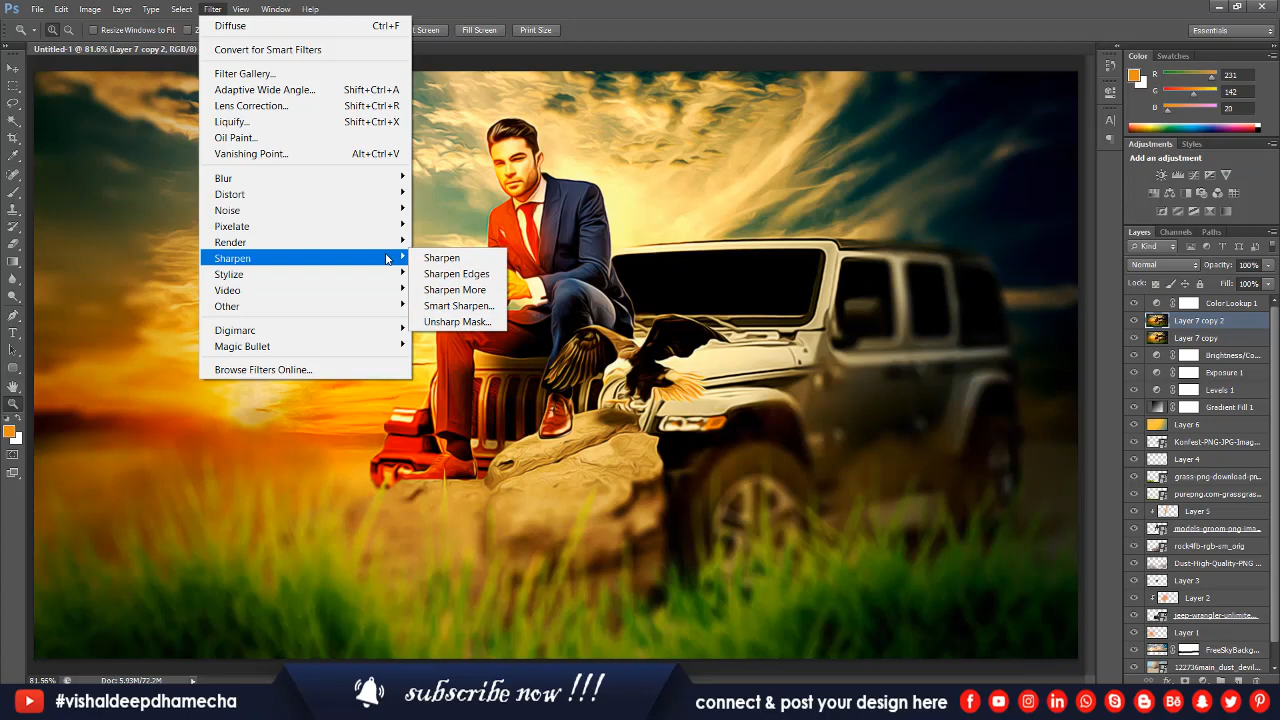 Ps File Edit Image Layer Type Select Filter View Window Help
Resize Windows to Fit
Screen
Fill Screen
Print Size
Essentials
Untitled-1 @ 81.6% (Layer 7 copy 2, RGB/8)
Diffuse Ctrl+F
Convert for Smart Filters
Filter Gallery...
Adaptive Wide Angle... Shift+Ctrl+A
Lens Correction... Shift+Ctrl+R
Liquify... Shift+Ctrl+X
Oil Paint...
Vanishing Point... Alt+Ctrl+V
Blur
Distort
Noise
Pixelate
Render
Sharpen
Stylize
Video
Other
Digimarc
Magic Bullet
Browse Filters Online...
Sharpen
Sharpen Edges
Sharpen More
Smart Sharpen...
Unsharp Mask...
Color Swatches
R 231
G 142
B 20
Adjustments Styles
Add an adjustment
Layers Channels Paths
Kind
Normal Opacity: 100%
Lock: Fill: 100%
Color Lookup 1
Layer 7 copy 2
Layer 7 copy
Brightness/Co...
Exposure 1
Levels 1
Gradient Fill 1
Layer 6
Konfest-PNG-JPG-Imag...
Layer 4
grass-png-download-pn...
purepng.com-grassgras...
Layer 5
models-groom-png-ima...
rock4fb-rgb-sm_orig
Dust-High-Quality-PNG ...
Layer 3
Layer 2
jeep-wrangler-unlimite...
Layer 1
FreeSkyBackg...
122736main_dust_devil...
81.56% Doc: 5.93M/72.2M
#vishaldeepdhamecha
subscribe now !!!
connect & post your design here